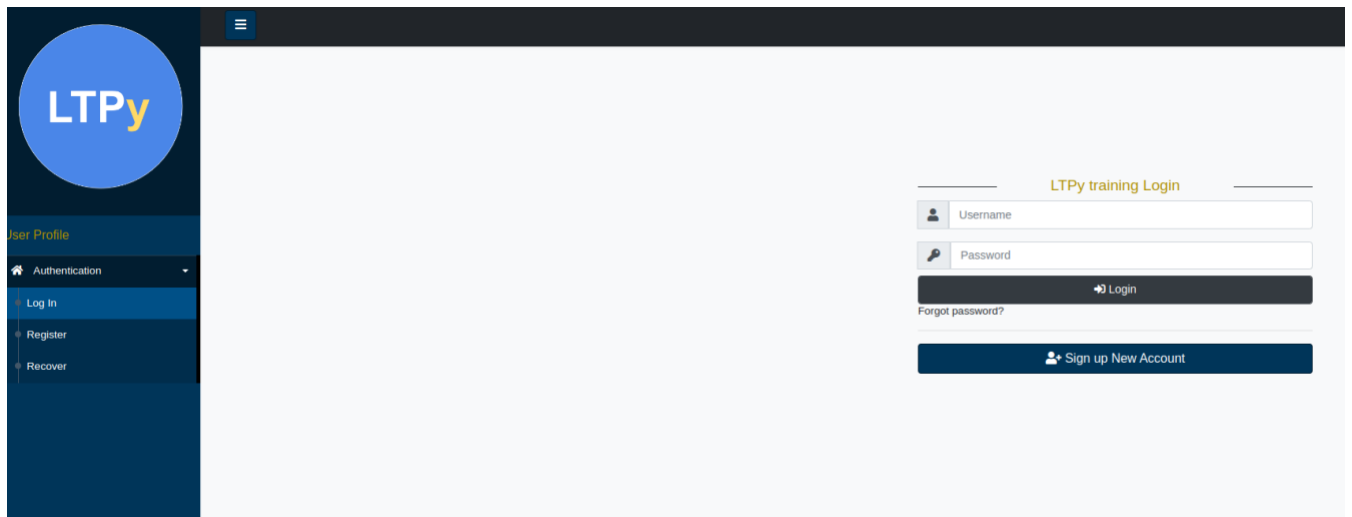 LTPy
User Profile
Authentication
Log In
Register
Recover
LTPy training Login
Username
Password
Login
Forgot password?
Sign up New Account